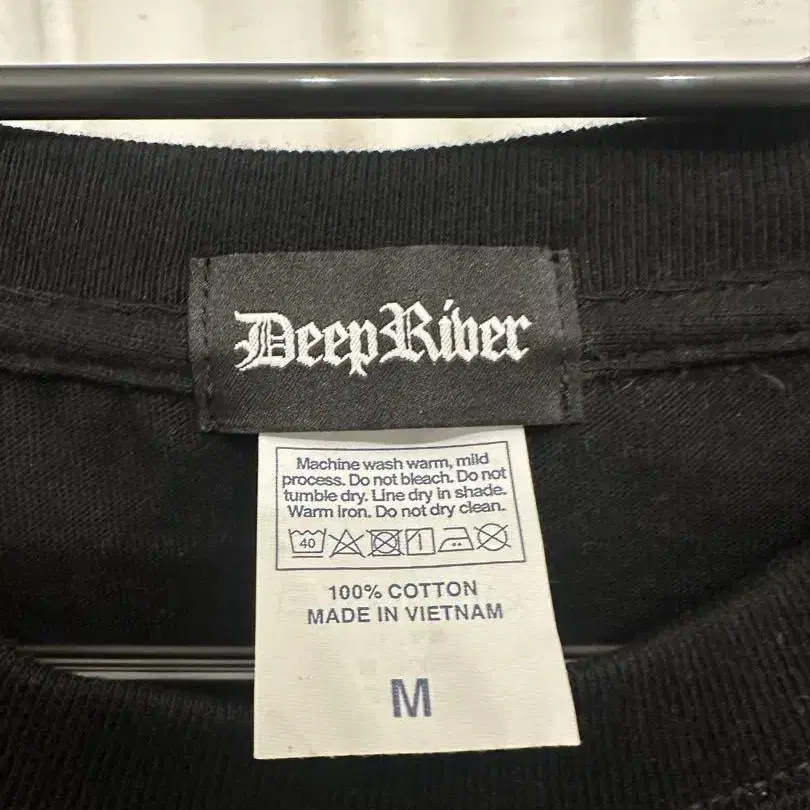 DeepRiver
Machine wash warm, mild
process. Do not bleach. Do not
tumble dry. Line dry in shade.
Warm Iron. Do not dry clean.
40
100% COTTON
MADE IN VIETNAM
M